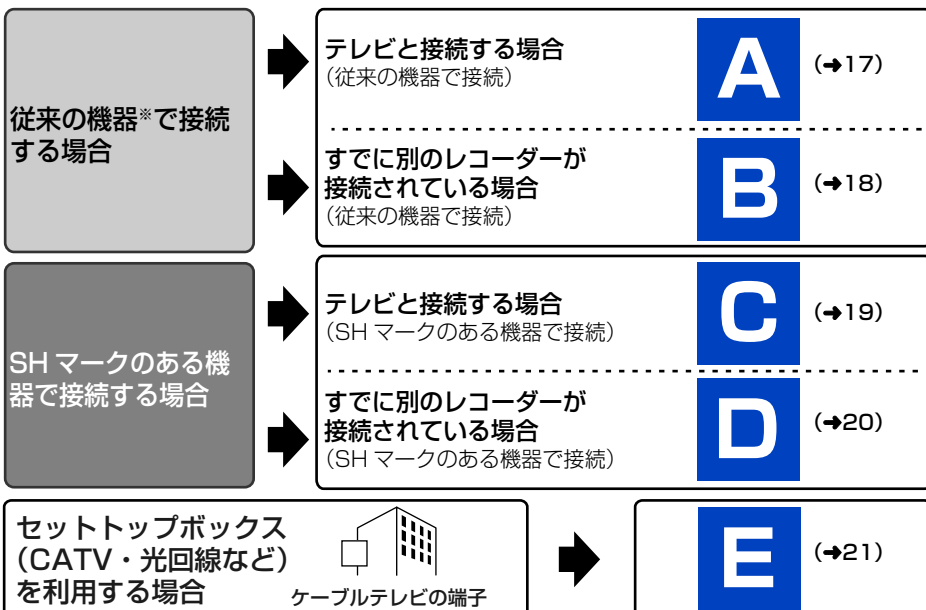 従来の機器※で接続
する場合
テレビと接続する場合
(従来の機器で接続)
A
(➜17)
すでに別のレコーダーが
接続されている場合
(従来の機器で接続)
B
(➜18)
SH マークのある機
器で接続する場合
テレビと接続する場合
(SH マークのある機器で接続)
C
(➜19)
すでに別のレコーダーが
接続されている場合
(SH マークのある機器で接続)
D
(➜20)
セットトップボックス
(CATV・光回線など)
を利用する場合
ケーブルテレビの端子
E
(➜21)